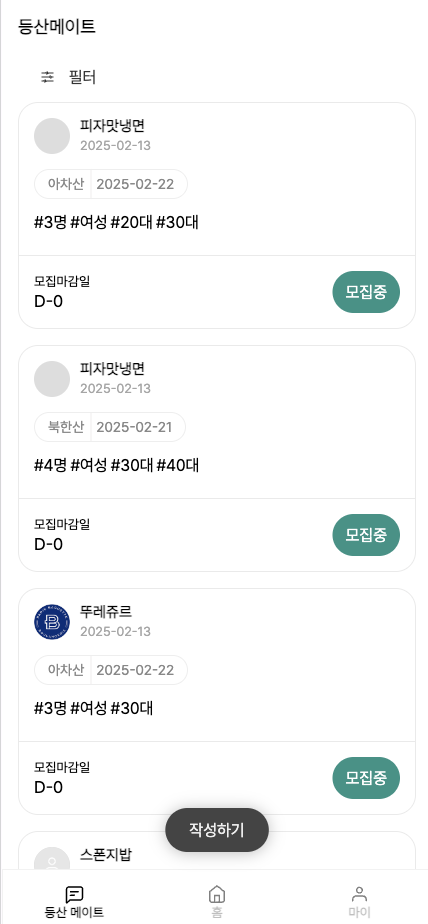 등산메이트
필터
피자맛냉면
2025-02-13
아차산 2025-02-22
#3명 #여성 #20대 #30대
모집마감일
D-0
모집중
피자맛냉면
2025-02-13
북한산 2025-02-21
#4명 #여성 #30대 #40대
모집마감일
D-0
모집중
뚜레쥬르
2025-02-13
아차산 2025-02-22
#3명 #여성 #30대
모집마감일
D-0
모집중
작성하기
스폰지밥
등산 메이트
홈
마이